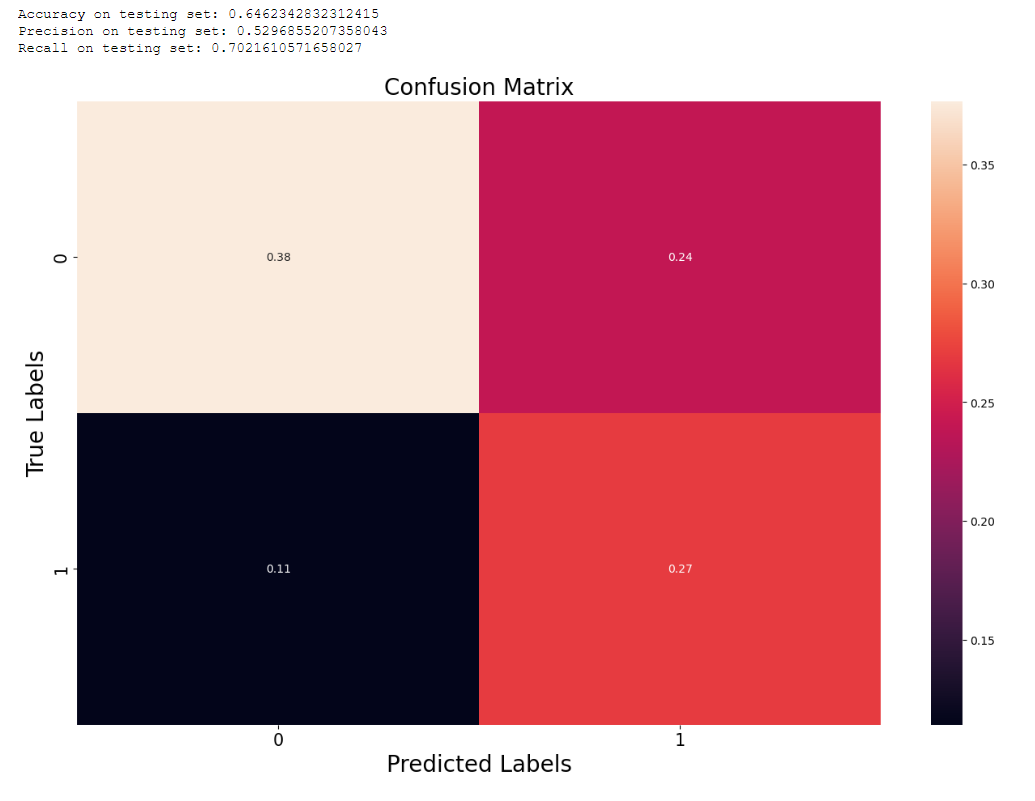 Accuracy on testing set: 0.6462342832312415
Precision on testing set: 0.5296855207358043
Recall on testing set: 0.7021610571658027
Confusion Matrix
0.35
0.38
0.24
0
0.30
True Labels
0.25
0.20
0.11
0.27
1
0.15
0
1
Predicted Labels